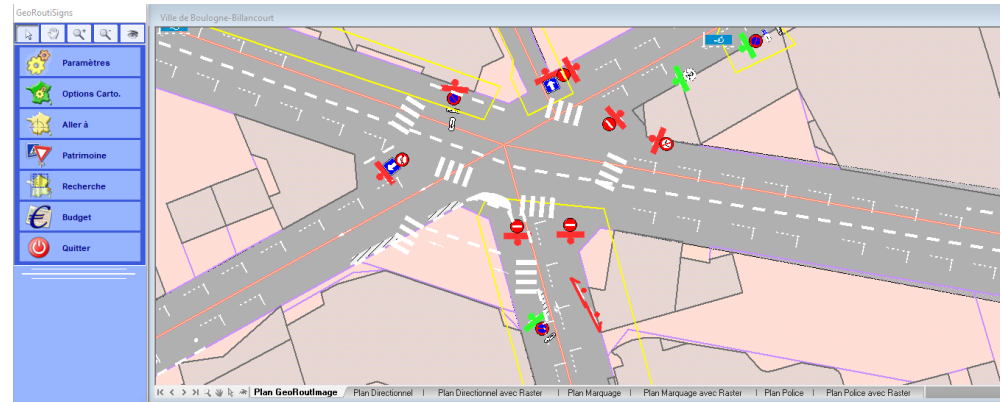 GeoRoutiSigns
Ville de Boulogne-Billancourt
Paramètres
Options Carto.
Aller à
Patrimoine
Recherche
Budget
Quitter
Plan GeoRoutImage
Plan Directionnel
Plan Directionnel avec Raster
Plan Marquage
Plan Marquage avec Raster
Plan Police
Plan Police avec Raster